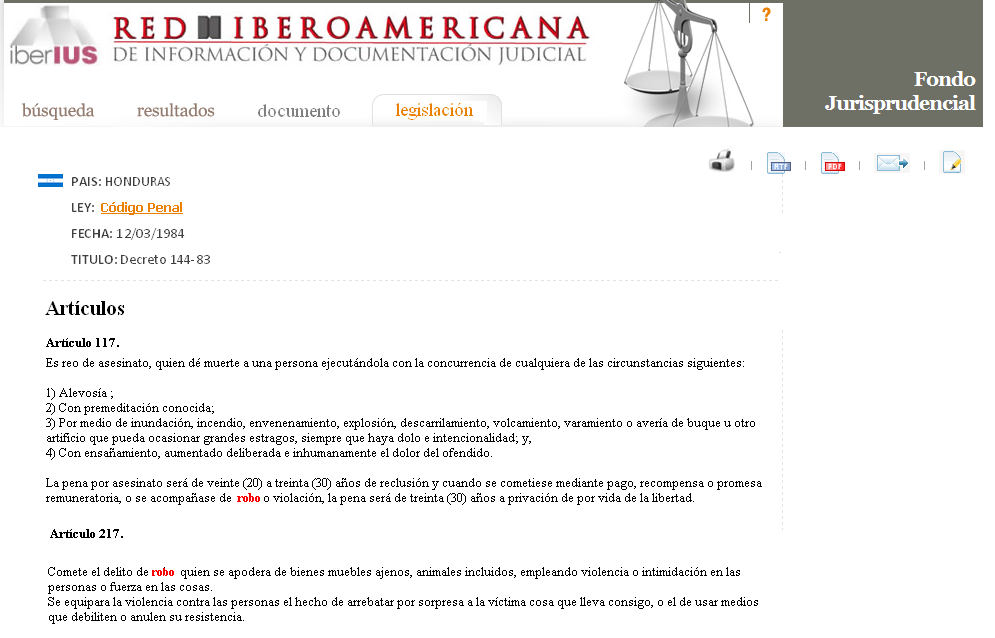 iberIUS
RED IBEROAMERICANA
DE INFORMACIÓN Y DOCUMENTACIÓN JUDICIAL
?
Fondo
Jurisprudencial
búsqueda resultados documento legislación
RTF PDF
PAIS: HONDURAS
LEY: Código Penal
FECHA: 12/03/1984
TITULO: Decreto 144-83
Artículos
Artículo 117.
Es reo de asesinato, quien dé muerte a una persona ejecutándola con la concurrencia de cualquiera de las circunstancias siguientes:
1) Alevosía ;
2) Con premeditación conocida;
3) Por medio de inundación, incendio, envenenamiento, explosión, descarrilamiento, volcamiento, varamiento o avería de buque u otro
artificio que pueda ocasionar grandes estragos, siempre que haya dolo e intencionalidad; y,
4) Con ensañamiento, aumentado deliberada e inhumanamente el dolor del ofendido.
La pena por asesinato será de veinte (20) a treinta (30) años de reclusión y cuando se cometiese mediante pago, recompensa o promesa
remuneratoria, o se acompañase de robo o violación, la pena será de treinta (30) años a privación de por vida de la libertad.
Artículo 217.
Comete el delito de robo quien se apodera de bienes muebles ajenos, animales incluidos, empleando violencia o intimidación en las
personas o fuerza en las cosas.
Se equipara la violencia contra las personas el hecho de arrebatar por sorpresa a la víctima cosa que lleva consigo, o el de usar medios
que debiliten o anulen su resistencia.